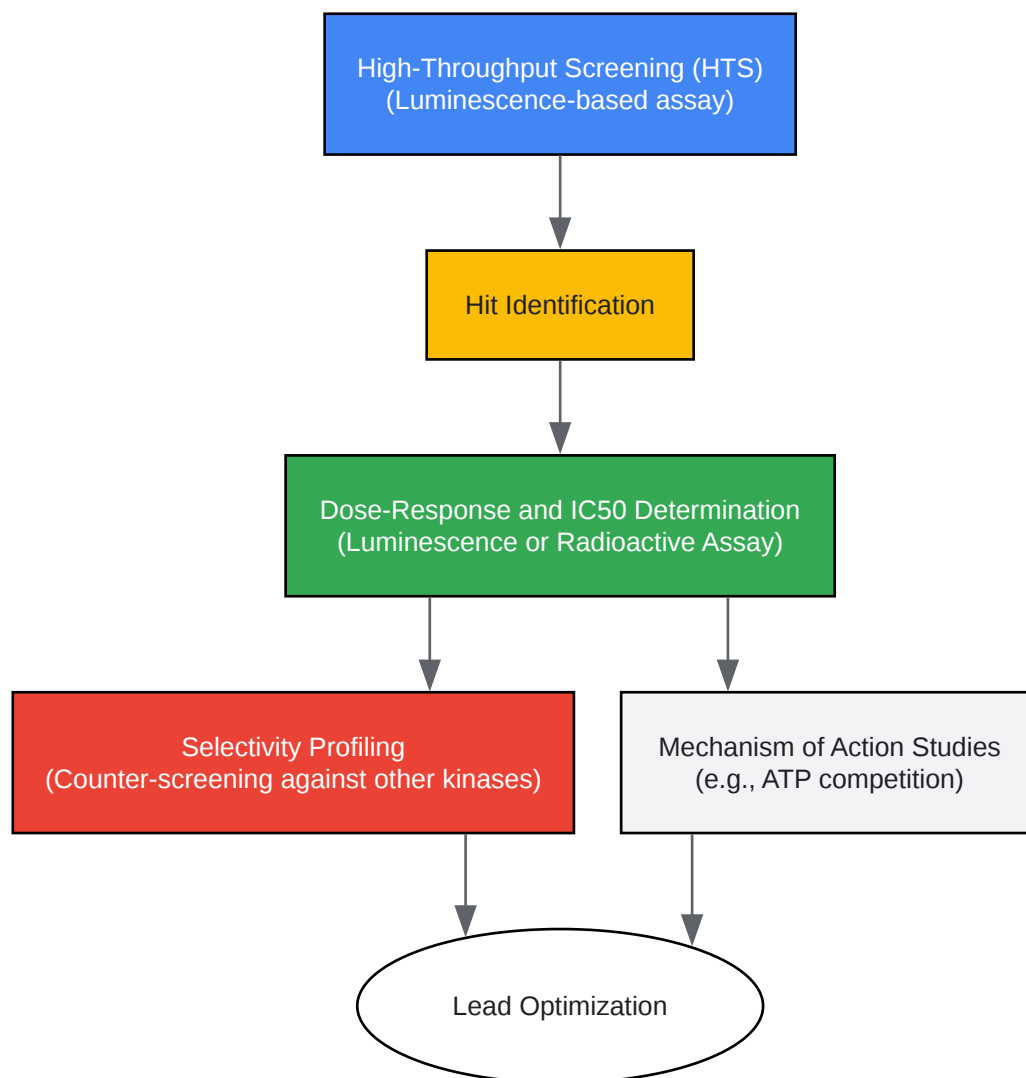 High-Throughput Screening (HTS)
(Luminescence-based assay)
Hit Identification
Dose-Response and IC50 Determination
(Luminescence or Radioactive Assay)
Selectivity Profiling
(Counter-screening against other kinases)
Mechanism of Action Studies
(e.g., ATP competition)
Lead Optimization